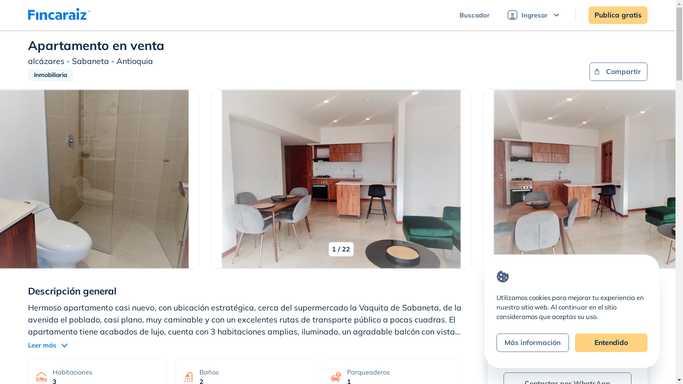 Fincaraiz
Buscador
Ingresar
Publica gratis
Apartamento en venta
alcázares - Sabaneta - Antioquia
Inmobiliaria
Compartir
1 / 22
Descripción general
Hermoso apartamento casi nuevo, con ubicación estratégica, cerca del supermercado la Vaquita de Sabaneta, de la
avenida el poblado, casi plano, muy caminable y con un excelentes rutas de transporte público a pocas cuadras. El
apartamento tiene acabados de lujo, cuenta con 3 habitaciones amplias, iluminado, un agradable balcón con vista...
Leer más
Habitaciones
3
Baños
2
Parqueaderos
1
Utilizamos cookies para mejorar tu experiencia en
nuestro sitio web. Al continuar en el sitio
consideramos que aceptas su uso.
Más información
Entendido
Contactar por WhatsApp